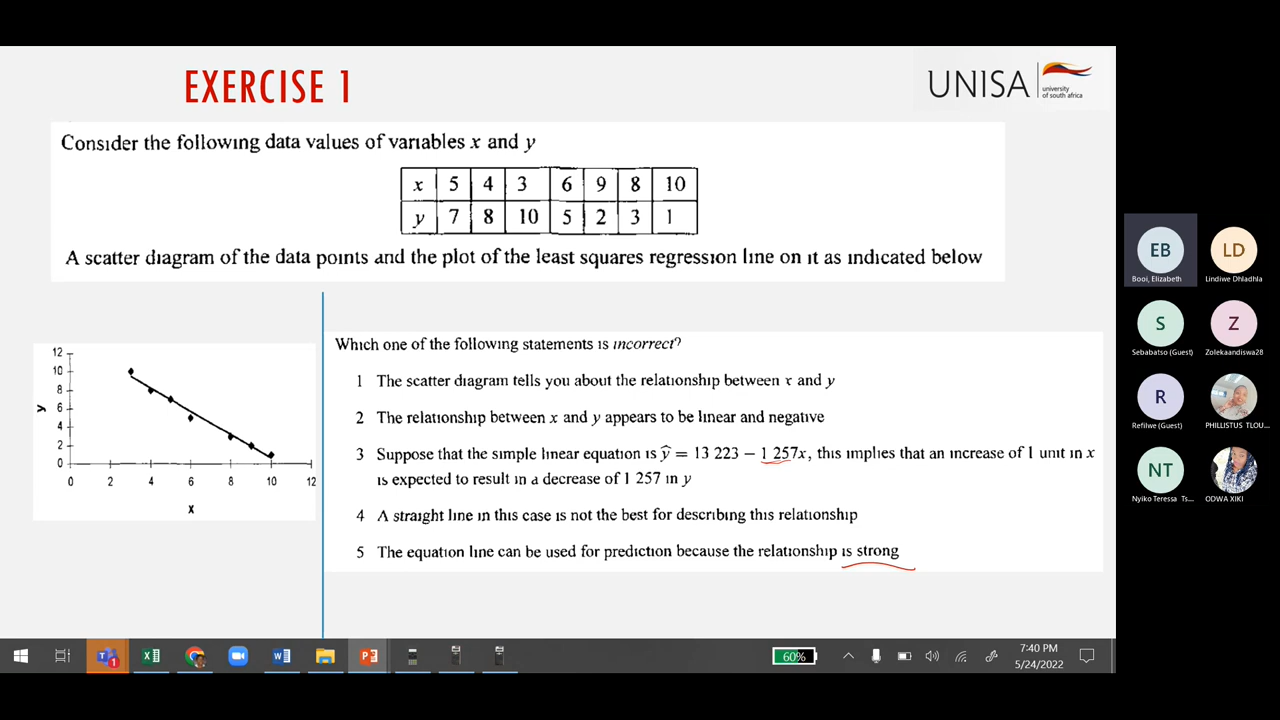 EXERCISE 1
UNISA
university
of south africa
Consider the following data values of variables x and y
x 5 4 3 6 9 8 10
y 7 8 10 5 2 3 1
A scatter diagram of the data points and the plot of the least squares regression line on it as indicated below
12
10
8
6
4
2
0
y
0 2 4 6 8 10 12
x
Which one of the following statements is incorrect?
1 The scatter diagram tells you about the relationship between x and y
2 The relationship between x and y appears to be linear and negative
3 Suppose that the simple linear equation is ŷ = 13 223 − 1 257x, this implies that an increase of 1 unit in x
is expected to result in a decrease of 1 257 in y
4 A straight line in this case is not the best for describing this relationship
5 The equation line can be used for prediction because the relationship is strong
EB
Booi, Elizabeth
LD
Lindiwe Dhladhla
S
Sebabatso (Guest)
Z
Zolekaandiswa28
R
Refilwe (Guest)
PHILLISTUS TLOU...
NT
Nyiko Teressa Ts...
ODWA XIKI
1
60%
7:40 PM
5/24/2022